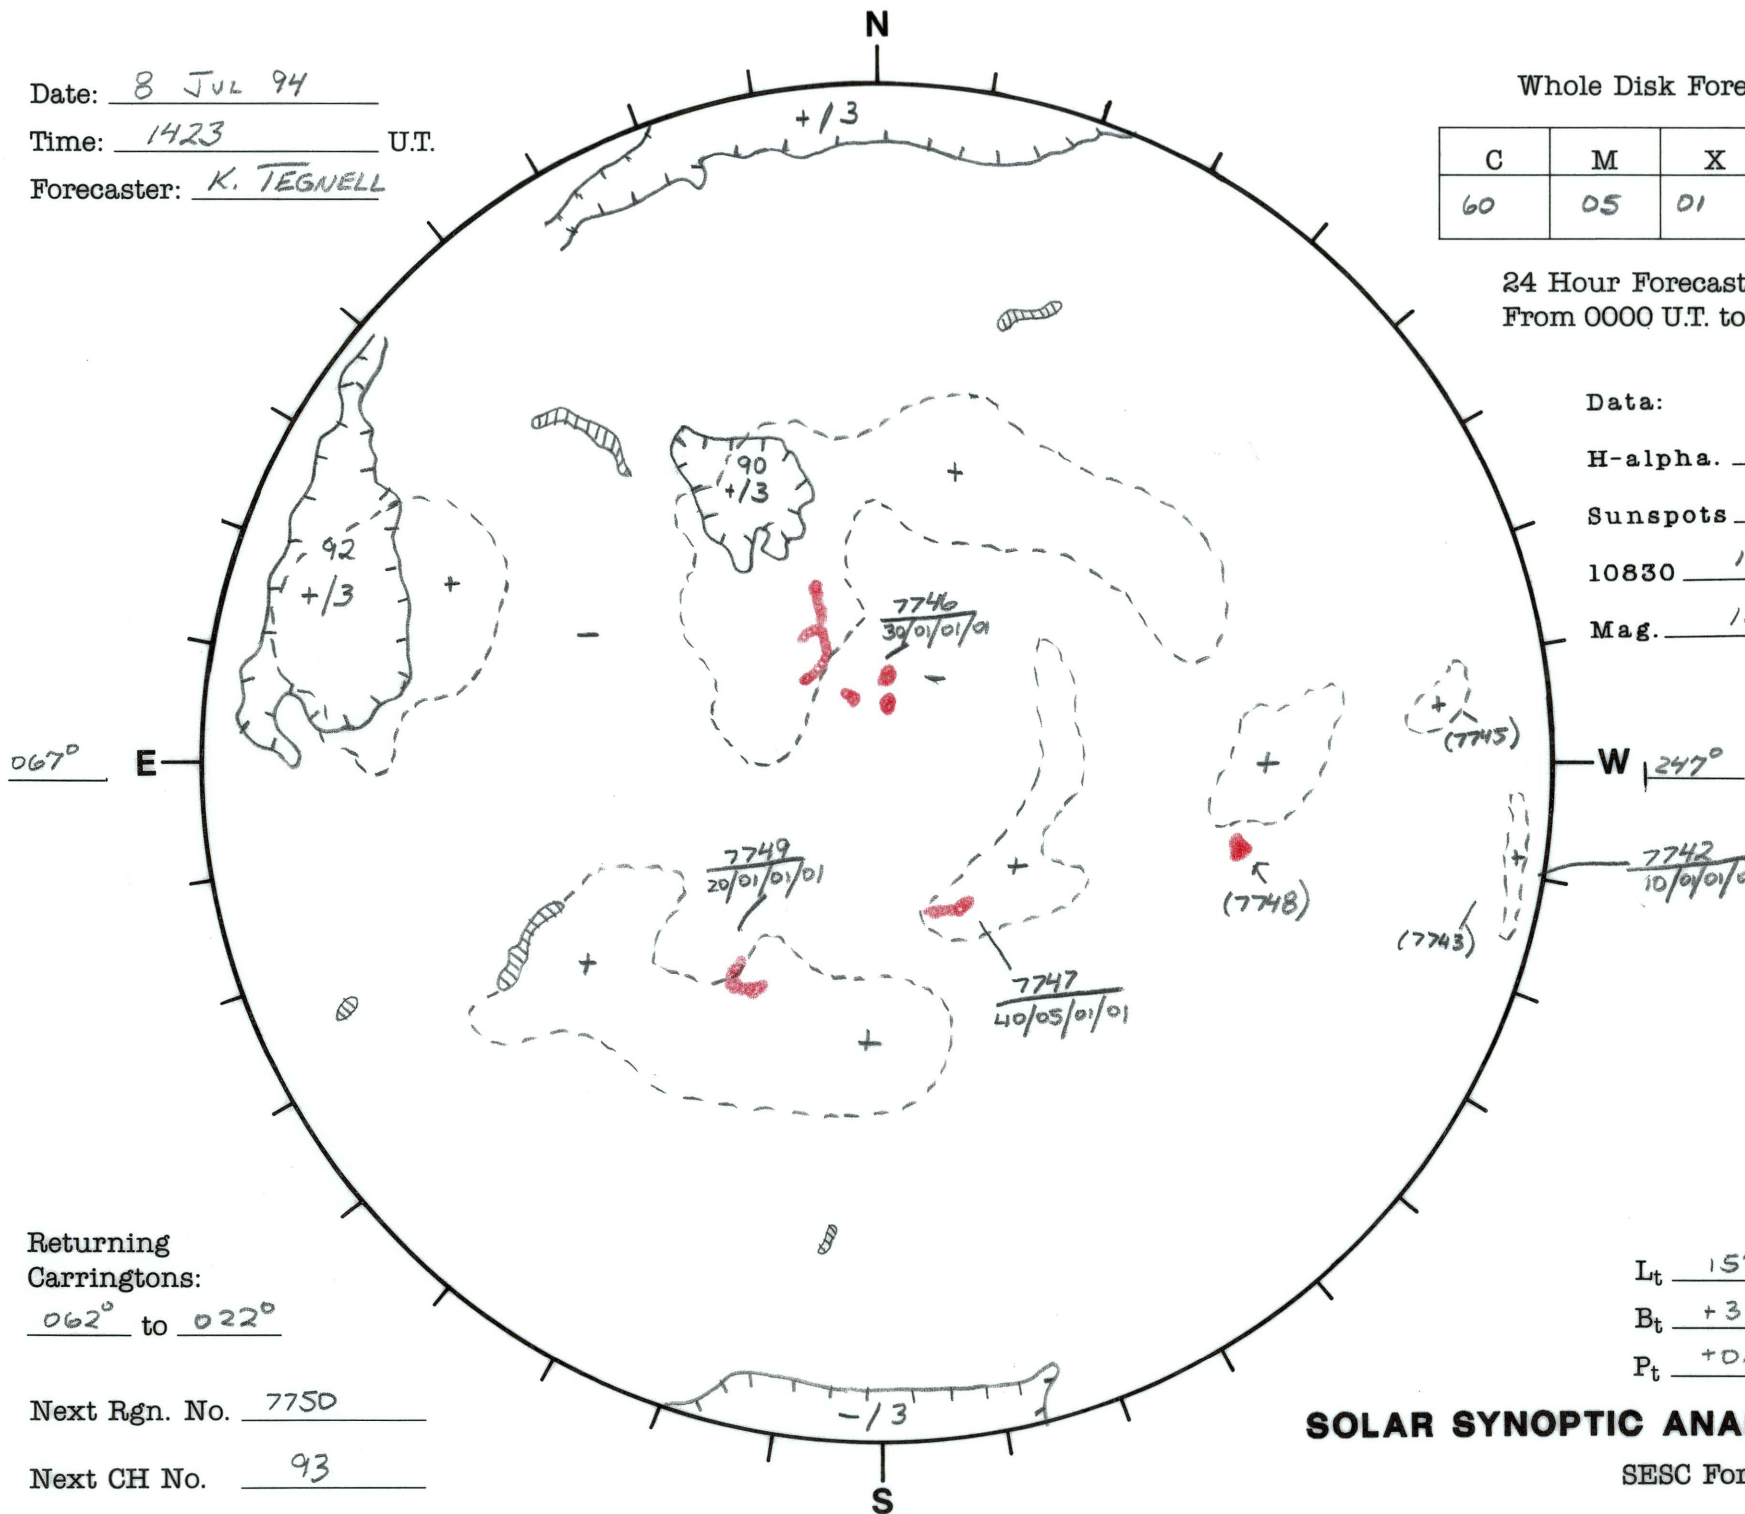 N
Date: 8 JUL 94
Time: 1423 U.T.
Forecaster: K. TEGNELL
Whole Disk Fore
C M X
60 05 01
24 Hour Forecast
From 0000 U.T. to
Data:
H-alpha.
Sunspots
10830
Mag.
+/3
90
+/3
+
92
+/3
+
-
7746
30/01/01/01
-
+
+
(7745)
067° E
W 247°
+
+
7742
10/01/01/0
7749
20/01/01/01
(7748)
(7743)
+
7747
40/05/01/01
+
-/3
S
Returning
Carringtons:
062° to 022°
Next Rgn. No. 7750
Next CH No. 93
Lt 15
Bt +3
Pt +0.
SOLAR SYNOPTIC ANA
SESC For